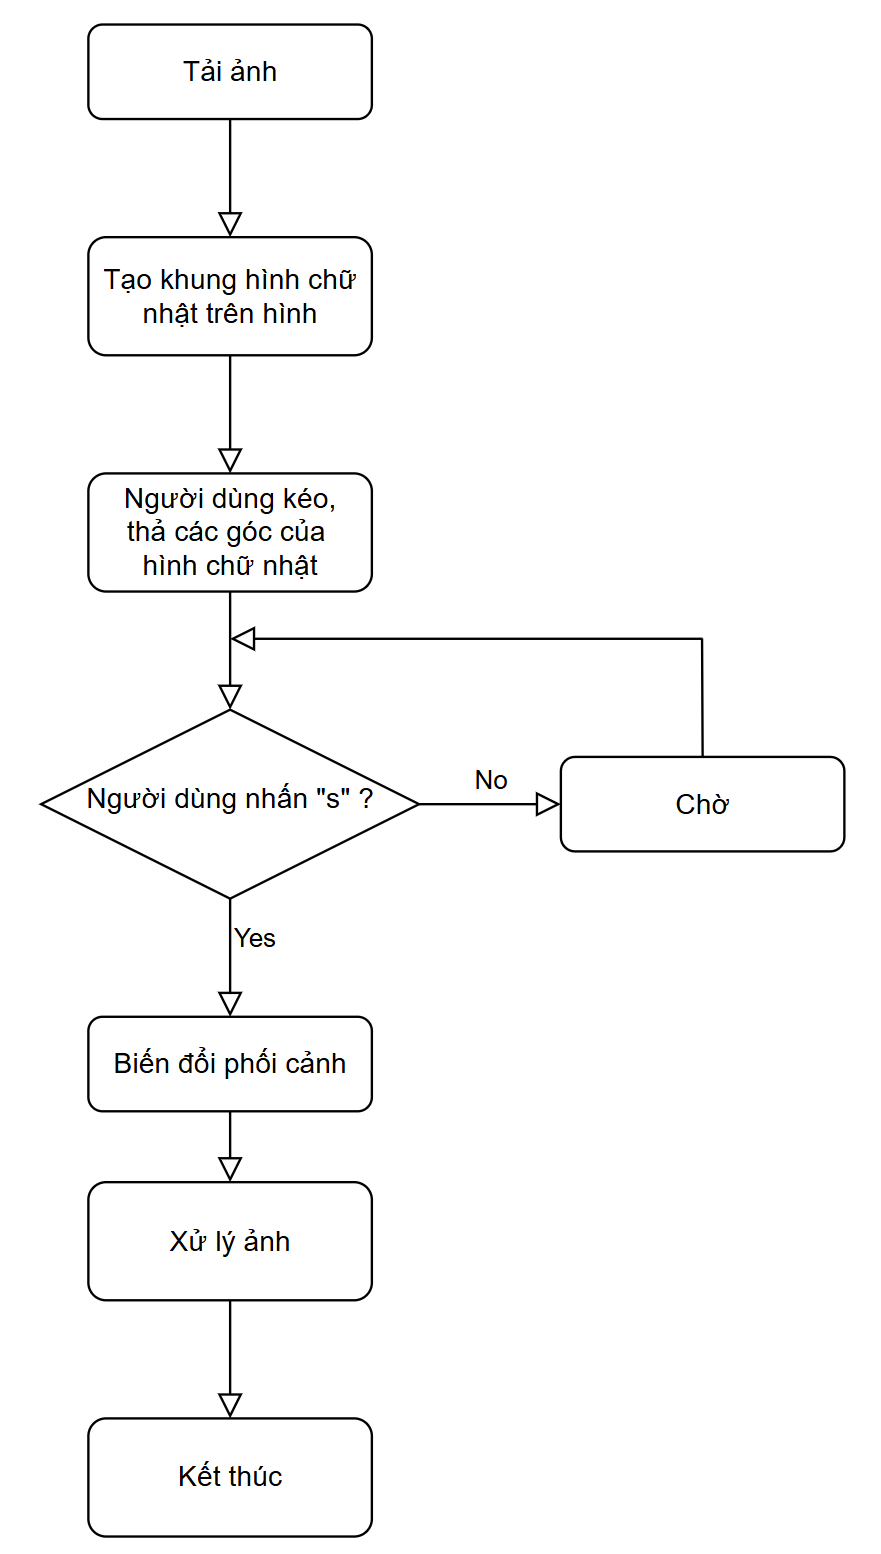 Tải ảnh
Tạo khung hình chữ
nhật trên hình
Người dùng kéo,
thả các góc của
hình chữ nhật
Người dùng nhấn "s" ?
No
Chờ
Yes
Biến đổi phối cảnh
Xử lý ảnh
Kết thúc